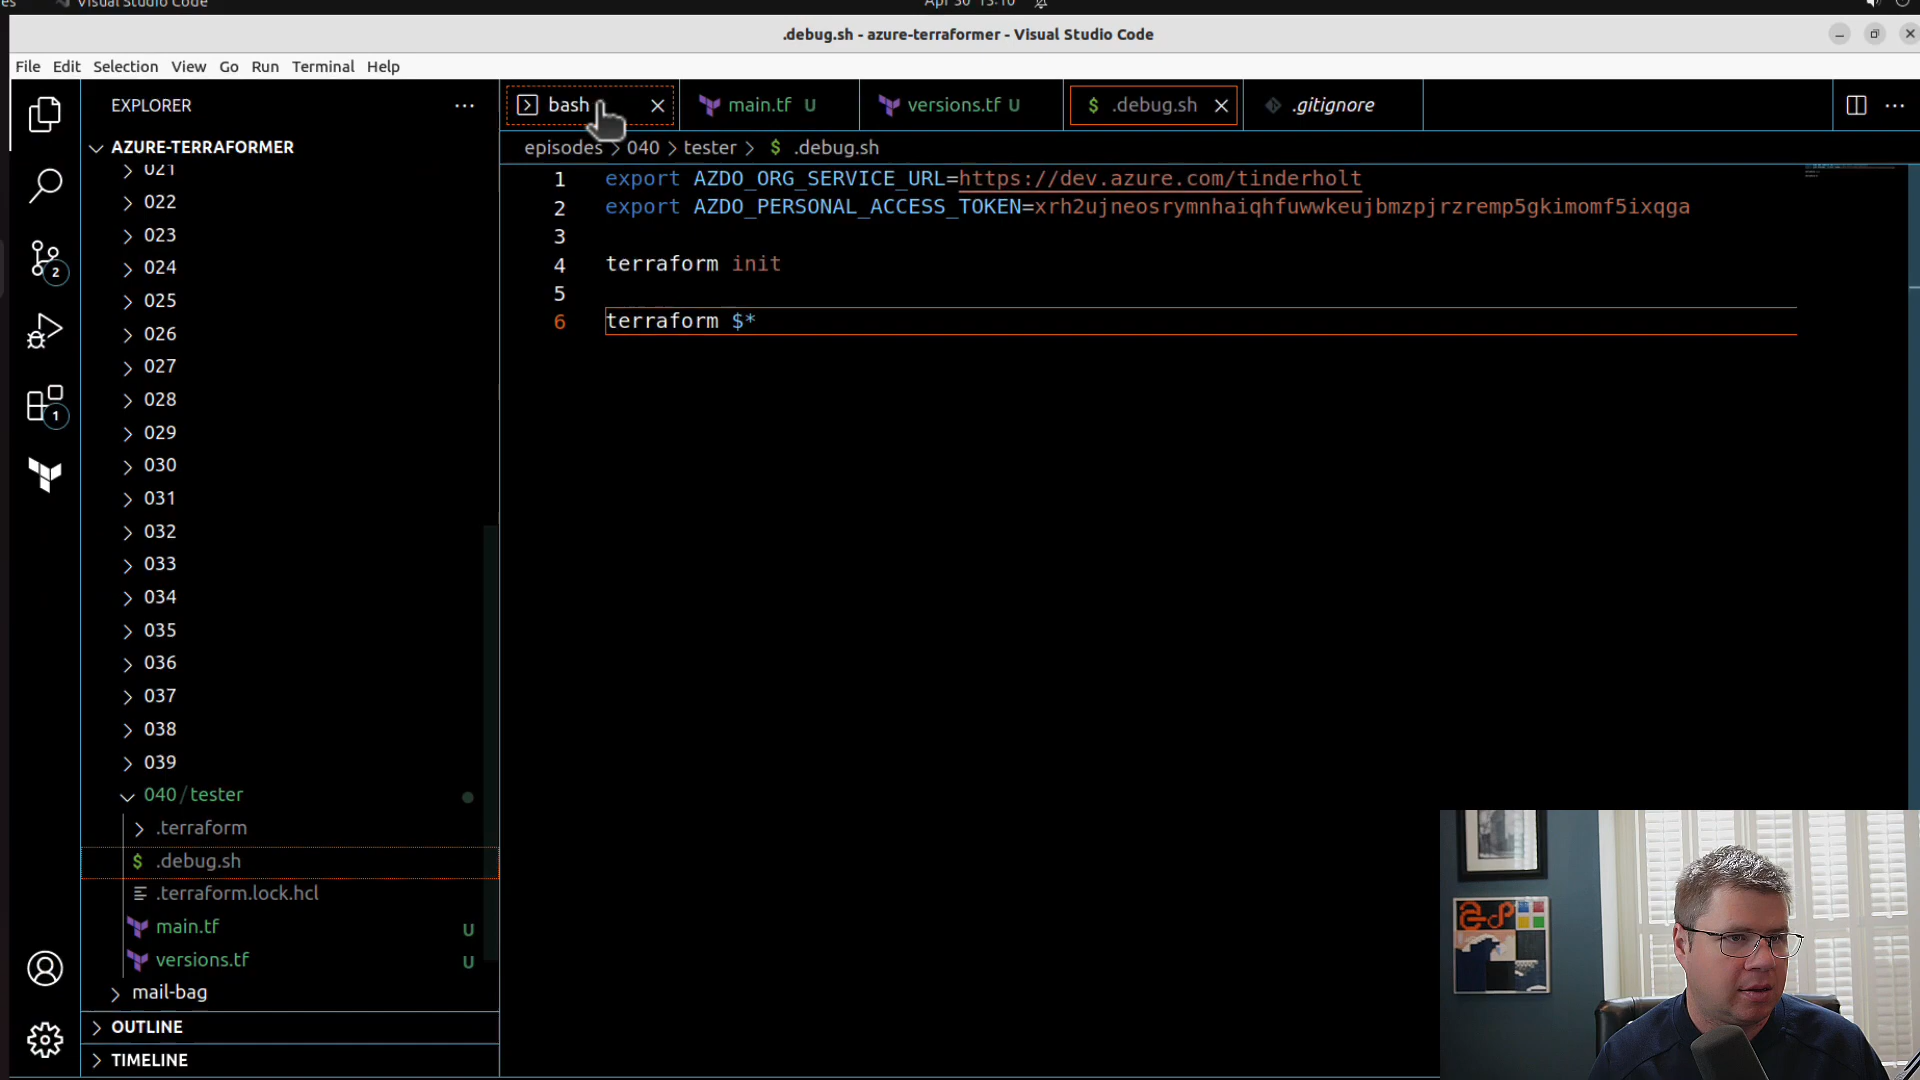 Visual Studio Code
Apr 30 13:10
.debug.sh - azure-terraformer - Visual Studio Code
File Edit Selection View Go Run Terminal Help
EXPLORER
AZURE-TERRAFORMER
021
022
023
024
025
026
027
028
029
030
031
032
033
034
035
036
037
038
039
040 / tester
.terraform
$ .debug.sh
.terraform.lock.hcl
main.tf U
versions.tf U
mail-bag
OUTLINE
TIMELINE
2
1
bash main.tf U versions.tf U $ .debug.sh .gitignore
episodes > 040 > tester > $ .debug.sh
1 export AZDO_ORG_SERVICE_URL=https://dev.azure.com/tinderholt
2 export AZDO_PERSONAL_ACCESS_TOKEN=xrh2ujneosrymnhaiqhfuwwkeujbmzpjrzremp5gkimomf5ixqga
3
4 terraform init
5
6 terraform $*